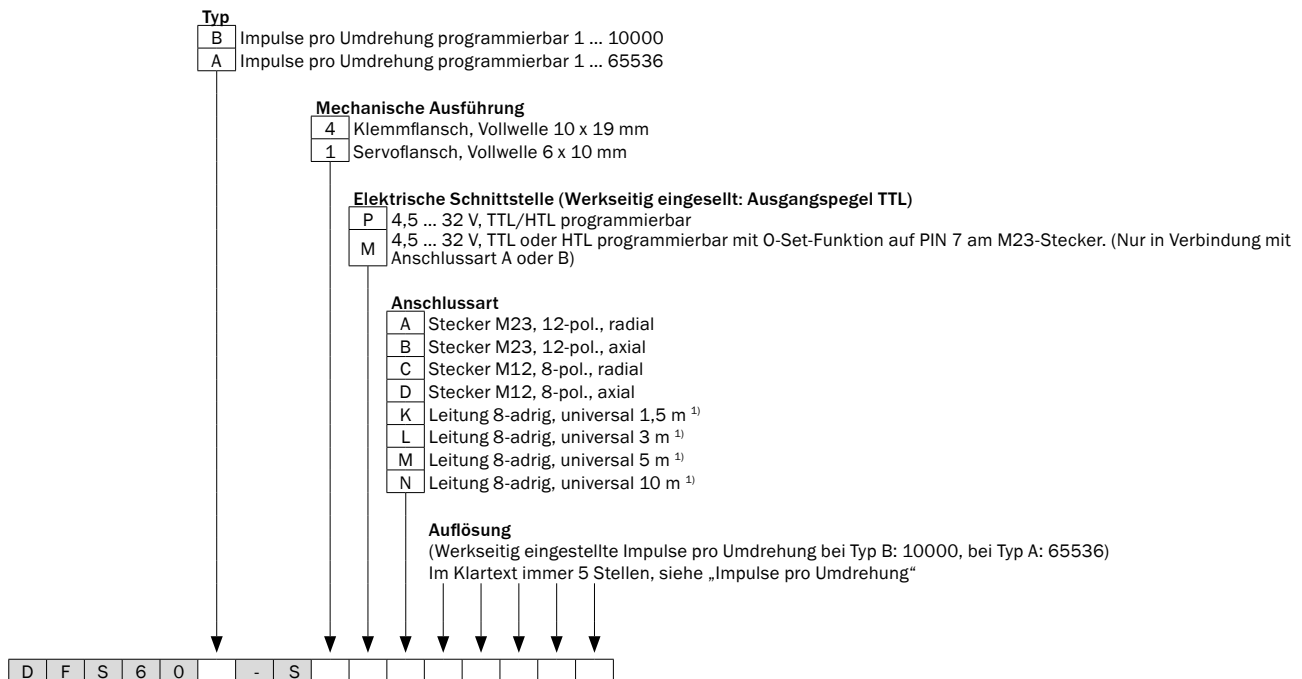 Typ
B Impulse pro Umdrehung programmierbar 1 ... 10000
A Impulse pro Umdrehung programmierbar 1 ... 65536
Mechanische Ausführung
4 Klemmflansch, Vollwelle 10 x 19 mm
1 Servoflansch, Vollwelle 6 x 10 mm
Elektrische Schnittstelle (Werkseitig eingesellt: Ausgangspegel TTL)
P 4,5 ... 32 V, TTL/HTL programmierbar
M 4,5 ... 32 V, TTL oder HTL programmierbar mit 0-Set-Funktion auf PIN 7 am M23-Stecker. (Nur in Verbindung mit
Anschlussart A oder B)
Anschlussart
A Stecker M23, 12-pol., radial
B Stecker M23, 12-pol., axial
C Stecker M12, 8-pol., radial
D Stecker M12, 8-pol., axial
K Leitung 8-adrig, universal 1,5 m 1)
L Leitung 8-adrig, universal 3 m 1)
M Leitung 8-adrig, universal 5 m 1)
N Leitung 8-adrig, universal 10 m 1)
Auflösung
(Werkseitig eingestellte Impulse pro Umdrehung bei Typ B: 10000, bei Typ A: 65536)
Im Klartext immer 5 Stellen, siehe „Impulse pro Umdrehung“
D F S 6 0 - S